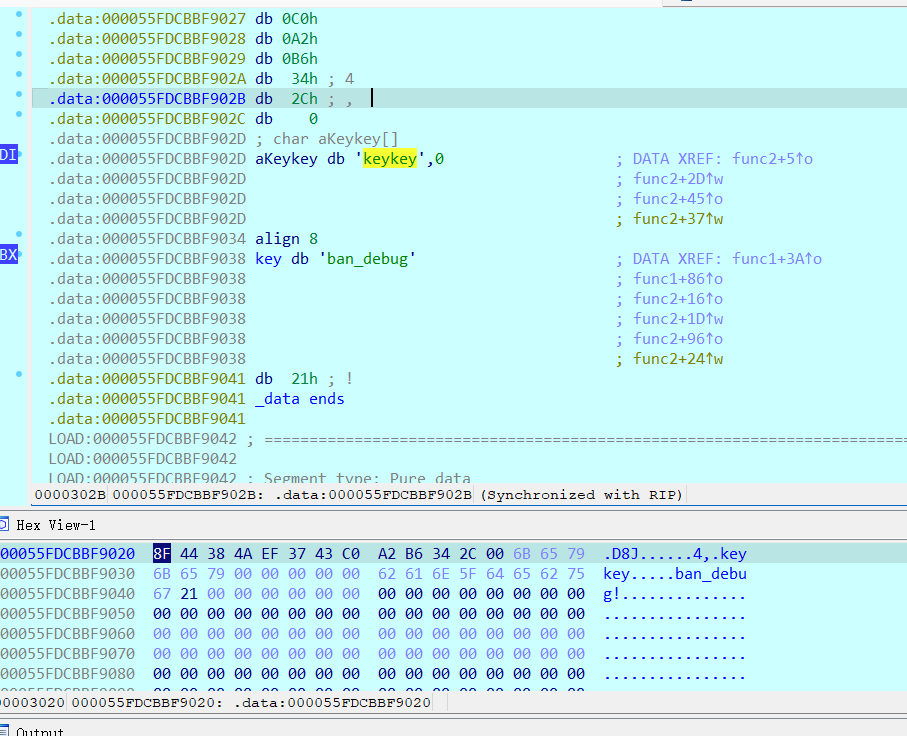 .data:000055FDCBBF9027 db 0C0h
.data:000055FDCBBF9028 db 0A2h
.data:000055FDCBBF9029 db 0B6h
.data:000055FDCBBF902A db  34h ; 4
.data:000055FDCBBF902B db  2Ch ; ,
.data:000055FDCBBF902C db    0
.data:000055FDCBBF902D ; char aKeykey[]
DI .data:000055FDCBBF902D aKeykey db 'keykey',0 ; DATA XREF: func2+5↑o
.data:000055FDCBBF902D ; func2+2D↑w
.data:000055FDCBBF902D ; func2+45↑o
.data:000055FDCBBF902D ; func2+37↑w
.data:000055FDCBBF9034 align 8
BX .data:000055FDCBBF9038 key db 'ban_debug' ; DATA XREF: func1+3A↑o
.data:000055FDCBBF9038 ; func1+86↑o
.data:000055FDCBBF9038 ; func2+16↑o
.data:000055FDCBBF9038 ; func2+1D↑w
.data:000055FDCBBF9038 ; func2+96↑o
.data:000055FDCBBF9038 ; func2+24↑w
.data:000055FDCBBF9041 db  21h ; !
.data:000055FDCBBF9041 _data ends
.data:000055FDCBBF9041
LOAD:000055FDCBBF9042 ; ===========================================================================
LOAD:000055FDCBBF9042
LOAD:000055FDCBBF9042 ; Segment type: Pure data
0000302B 000055FDCBBF902B: .data:000055FDCBBF902B (Synchronized with RIP)
Hex View-1
00055FDCBBF9020 8F 44 38 4A EF 37 43 C0 A2 B6 34 2C 00 6B 65 79 .D8J......4,.key
00055FDCBBF9030 6B 65 79 00 00 00 00 00 62 61 6E 5F 64 65 62 75 key.....ban_debu
00055FDCBBF9040 67 21 00 00 00 00 00 00 00 00 00 00 00 00 00 00 g!..............
00055FDCBBF9050 00 00 00 00 00 00 00 00 00 00 00 00 00 00 00 00 ................
00055FDCBBF9060 00 00 00 00 00 00 00 00 00 00 00 00 00 00 00 00 ................
00055FDCBBF9070 00 00 00 00 00 00 00 00 00 00 00 00 00 00 00 00 ................
00055FDCBBF9080 00 00 00 00 00 00 00 00 00 00 00 00 00 00 00 00 ................
00003020 000055FDCBBF9020: .data:000055FDCBBF9020
Output